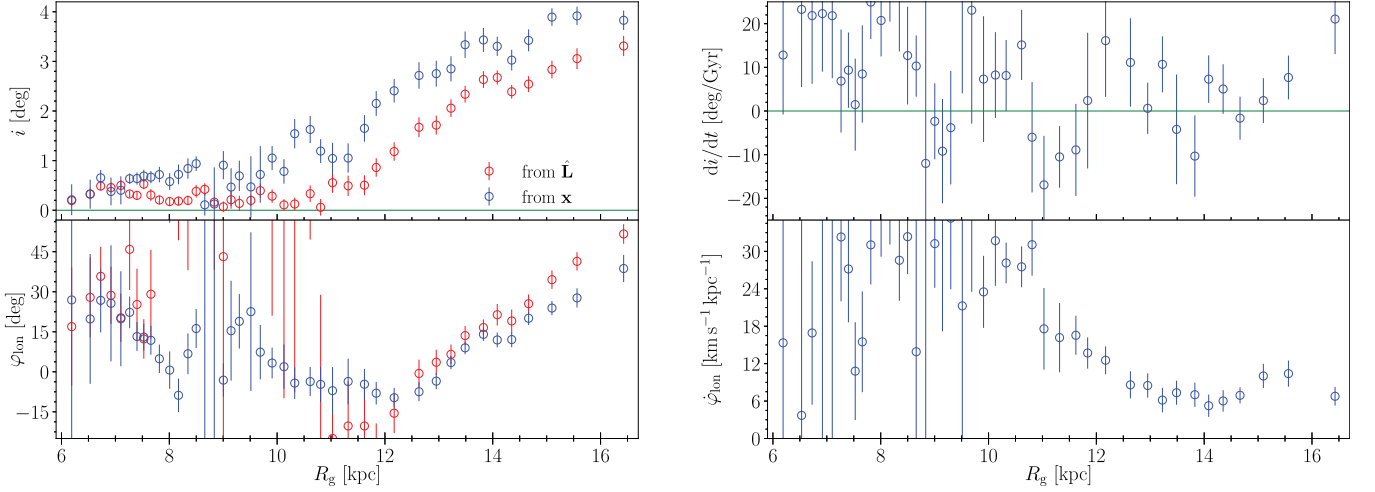 4
3
2
1
0
i [deg]
from L̂
from x
45
30
15
0
−15
φlon [deg]
6 8 10 12 14 16
Rg [kpc]
20
10
0
−10
−20
di/dt [deg/Gyr]
30
24
18
12
6
0
φ̇lon [km s−1 kpc−1]
6 8 10 12 14 16
Rg [kpc]